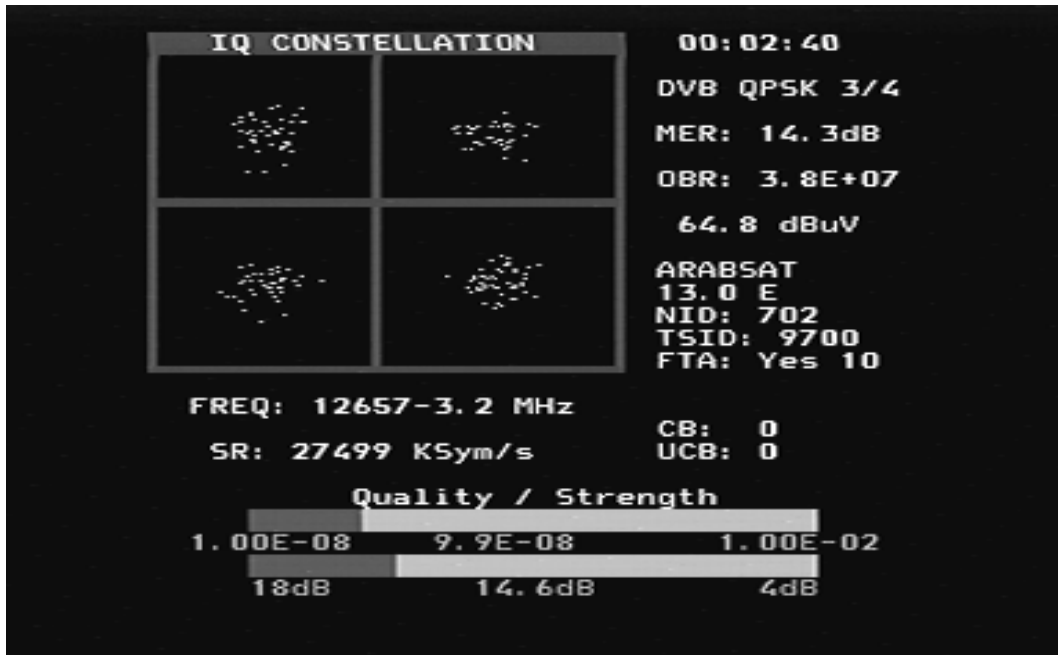 IQ CONSTELLATION
00:02:40
DVB QPSK 3/4
MER: 14.3dB
OBR: 3.8E+07
64.8 dBuV
ARABSAT
13.0 E
NID: 702
TSID: 9700
FTA: Yes 10
FREQ: 12657-3.2 MHz
CB: 0
SR: 27499 KSym/s
UCB: 0
Quality / Strength
1.00E-08 9.9E-08 1.00E-02
18dB 14.6dB 4dB